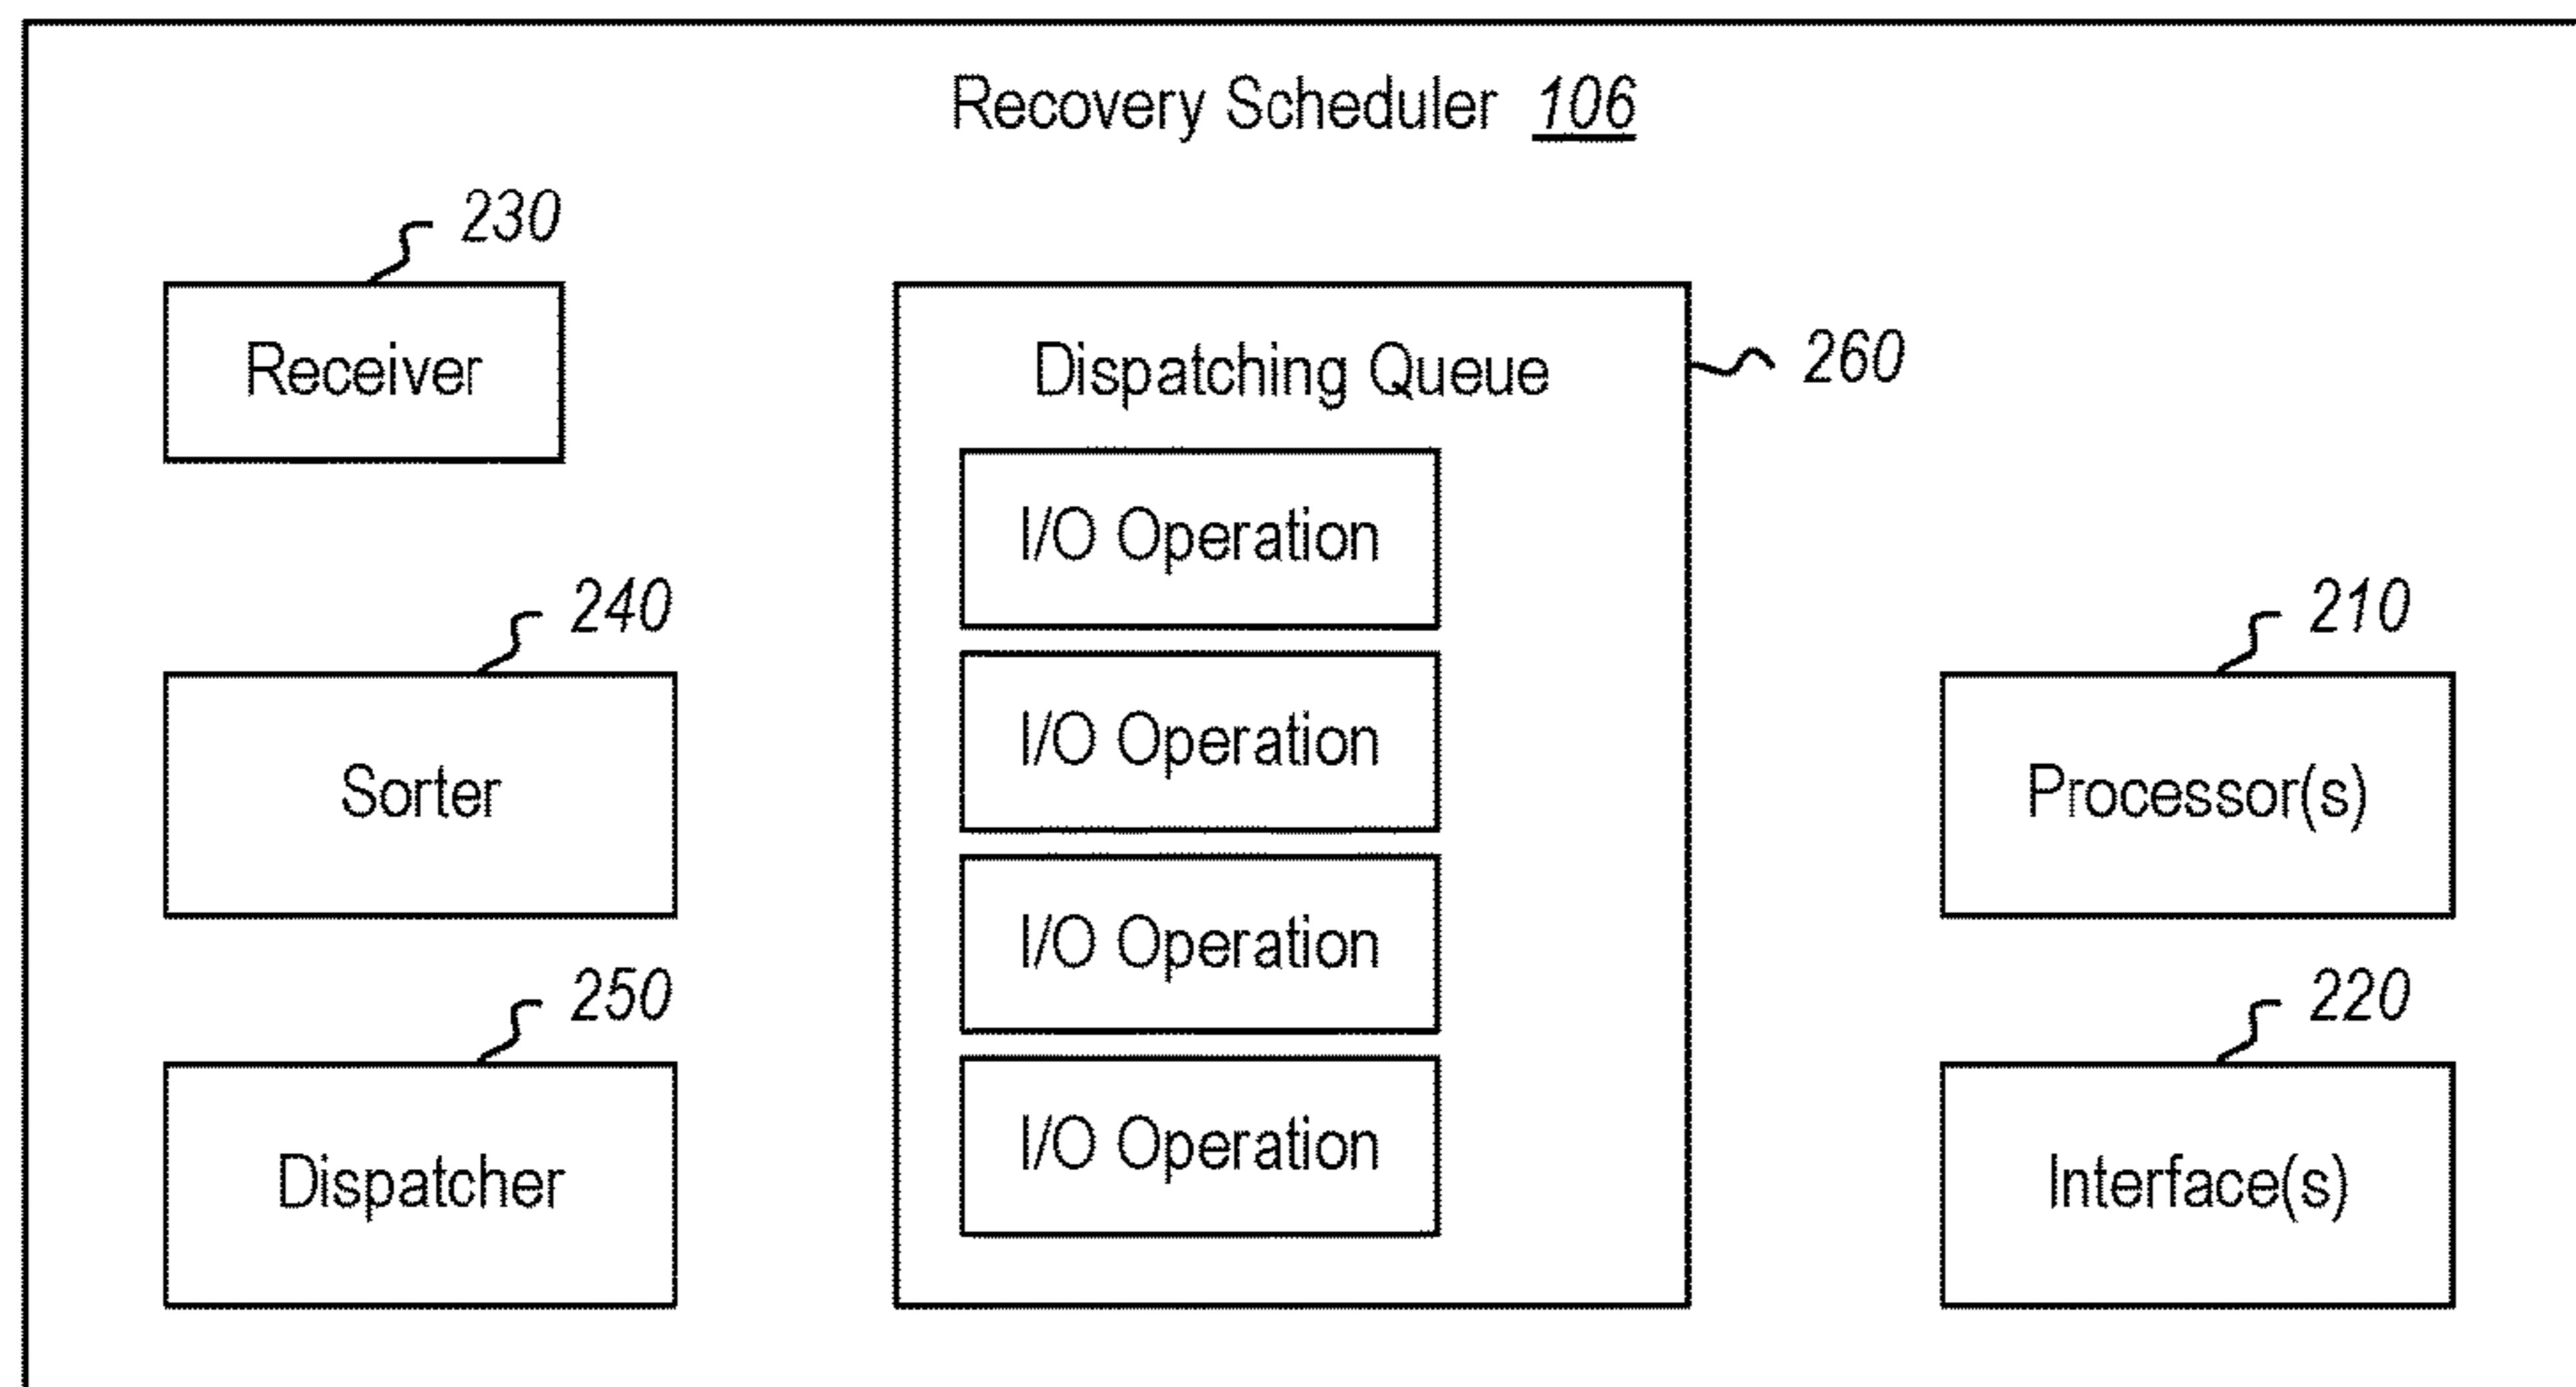 Recovery Scheduler 106
230
Receiver
240
Sorter
250
Dispatcher
Dispatching Queue
260
I/O Operation
I/O Operation
I/O Operation
I/O Operation
210
Processor(s)
220
Interface(s)